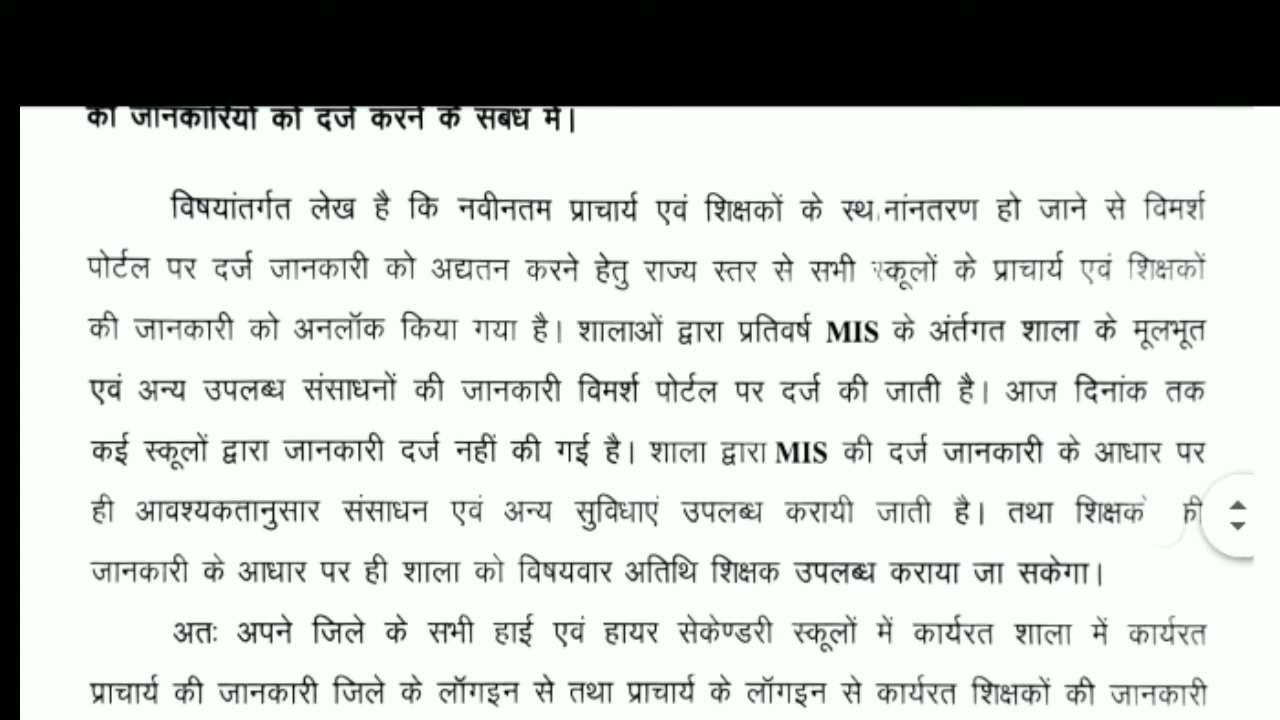 की जानकारियों को दर्ज करने के संबंध में।
विषयांतर्गत लेख है कि नवीनतम प्राचार्य एवं शिक्षकों के स्थानांनतरण हो जाने से विमर्श
पोर्टल पर दर्ज जानकारी को अद्यतन करने हेतु राज्य स्तर से सभी स्कूलों के प्राचार्य एवं शिक्षकों
की जानकारी को अनलॉक किया गया है। शालाओं द्वारा प्रतिवर्ष MIS के अंर्तगत शाला के मूलभूत
एवं अन्य उपलब्ध संसाधनों की जानकारी विमर्श पोर्टल पर दर्ज की जाती है। आज दिनांक तक
कई स्कूलों द्वारा जानकारी दर्ज नहीं की गई है। शाला द्वारा MIS की दर्ज जानकारी के आधार पर
ही आवश्यकतानुसार संसाधन एवं अन्य सुविधाएं उपलब्ध करायी जाती है। तथा की
जानकारी के आधार पर ही शाला को विषयवार अतिथि शिक्षक उपलब्ध कराया जा सकेगा।
अतः अपने जिले के सभी हाई एवं हायर सेकेण्डरी स्कूलों में कार्यरत शाला में कार्यरत
प्राचार्य की जानकारी जिले के लॉगइन से तथा प्राचार्य के लॉगइन से कार्यरत शिक्षकों की जानकारी